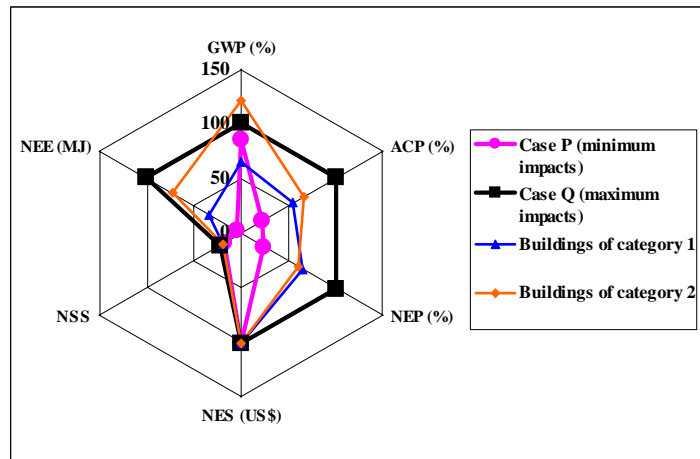 GWP (%)
150
100
50
0
ACP (%)
NEP (%)
NES (US$)
NSS
NEE (MJ)
Case P (minimum
impacts)
Case Q (maximum
impacts)
Buildings of category 1
Buildings of category 2